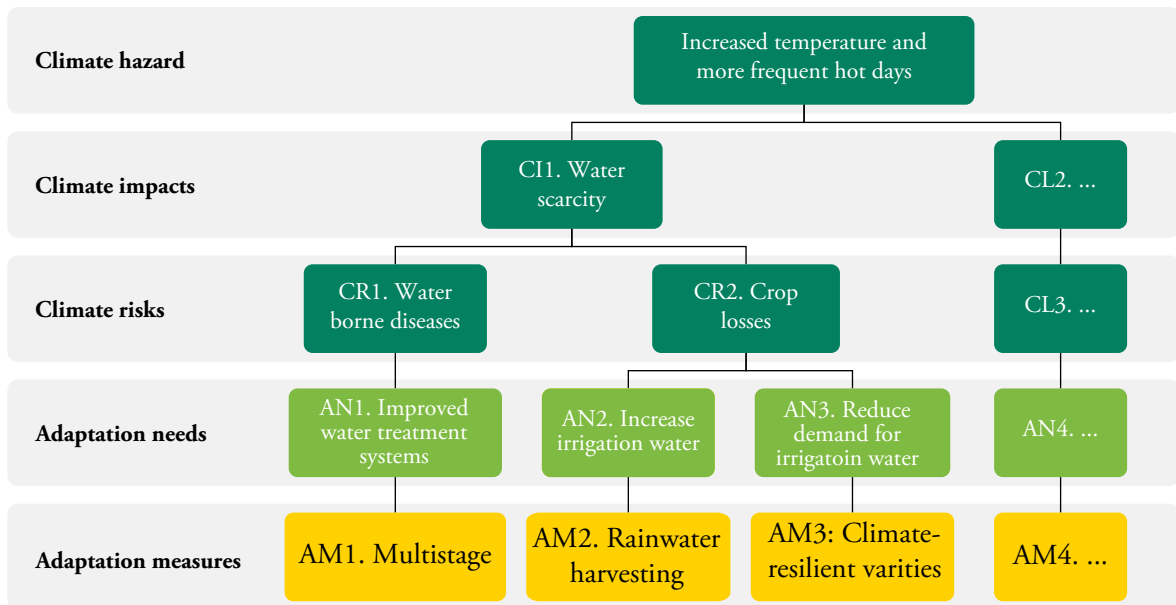 Climate hazard
Increased temperature and
more frequent hot days
Climate impacts
CI1. Water
scarcity
CL2. ...
Climate risks
CR1. Water
borne diseases
CR2. Crop
losses
CL3. ...
Adaptation needs
AN1. Improved
water treatment
systems
AN2. Increase
irrigation water
AN3. Reduce
demand for
irrigatoin water
AN4. ...
Adaptation measures
AM1. Multistage
AM2. Rainwater
harvesting
AM3: Climate-
resilient varities
AM4. ...